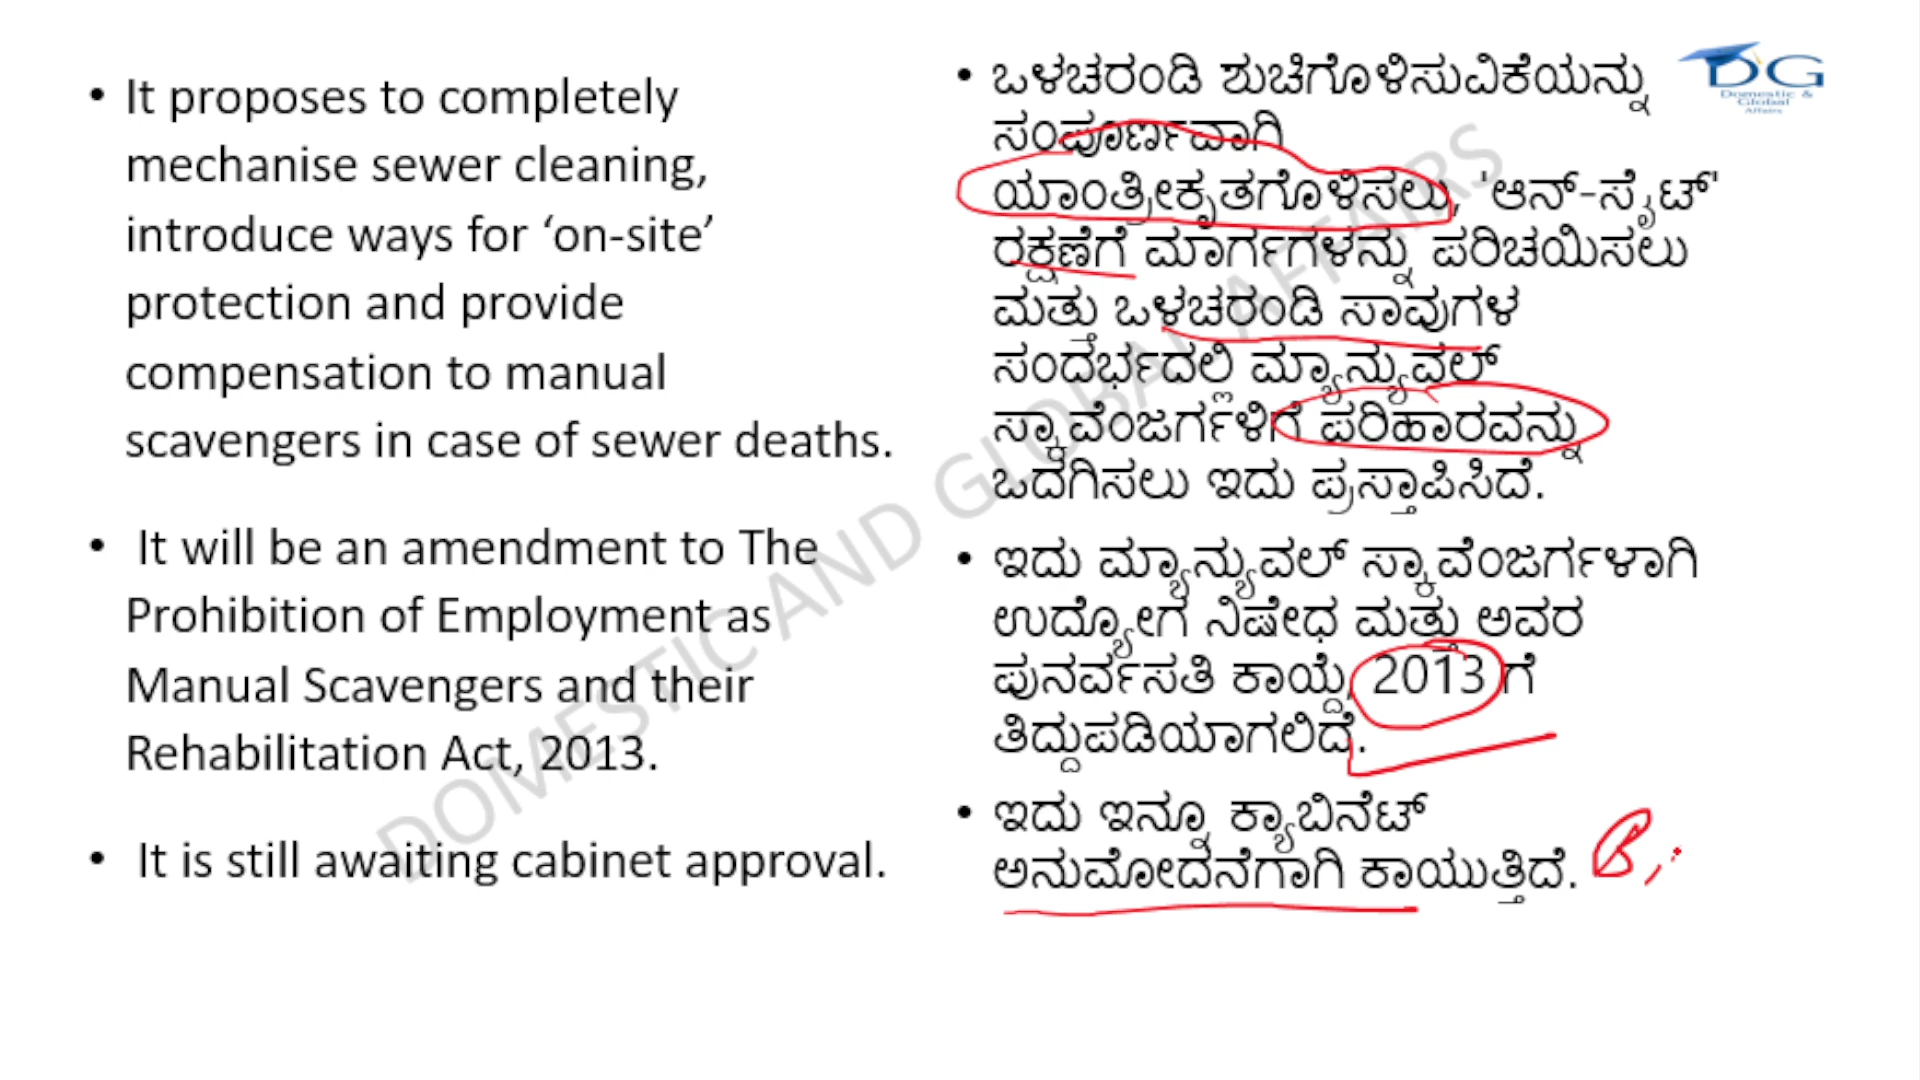 • It proposes to completely
mechanise sewer cleaning,
introduce ways for ‘on-site’
protection and provide
compensation to manual
scavengers in case of sewer deaths.
• It will be an amendment to The
Prohibition of Employment as
Manual Scavengers and their
Rehabilitation Act, 2013.
• It is still awaiting cabinet approval.
• ಒಳಚರಂಡಿ ಶುಚಿಗೊಳಿಸುವಿಕೆಯನ್ನು
ಸಂಪೂರ್ಣವಾಗಿ
ಯಾಂತ್ರೀಕೃತಗೊಳಿಸಲು, 'ಆನ್-ಸೈಟ್'
ರಕ್ಷಣೆಗೆ ಮಾರ್ಗಗಳನ್ನು ಪರಿಚಯಿಸಲು
ಮತ್ತು ಒಳಚರಂಡಿ ಸಾವುಗಳ
ಸಂದರ್ಭದಲ್ಲಿ ಮ್ಯಾನ್ಯುವಲ್
ಸ್ಕಾವೆಂಜರ್ಗಳಿಗೆ ಪರಿಹಾರವನ್ನು
ಒದಗಿಸಲು ಇದು ಪ್ರಸ್ತಾಪಿಸಿದೆ.
• ಇದು ಮ್ಯಾನ್ಯುವಲ್ ಸ್ಕಾವೆಂಜರ್ಗಳಾಗಿ
ಉದ್ಯೋಗ ನಿಷೇಧ ಮತ್ತು ಅವರ
ಪುನರ್ವಸತಿ ಕಾಯ್ದೆ, 2013 ಗೆ
ತಿದ್ದುಪಡಿಯಾಗಲಿದೆ.
• ಇದು ಇನ್ನೂ ಕ್ಯಾಬಿನೆಟ್
ಅನುಮೋದನೆಗಾಗಿ ಕಾಯುತ್ತಿದೆ.
DG
Domestic &
Global
Affairs
DOMESTIC AND GLOBAL AFFAIRS